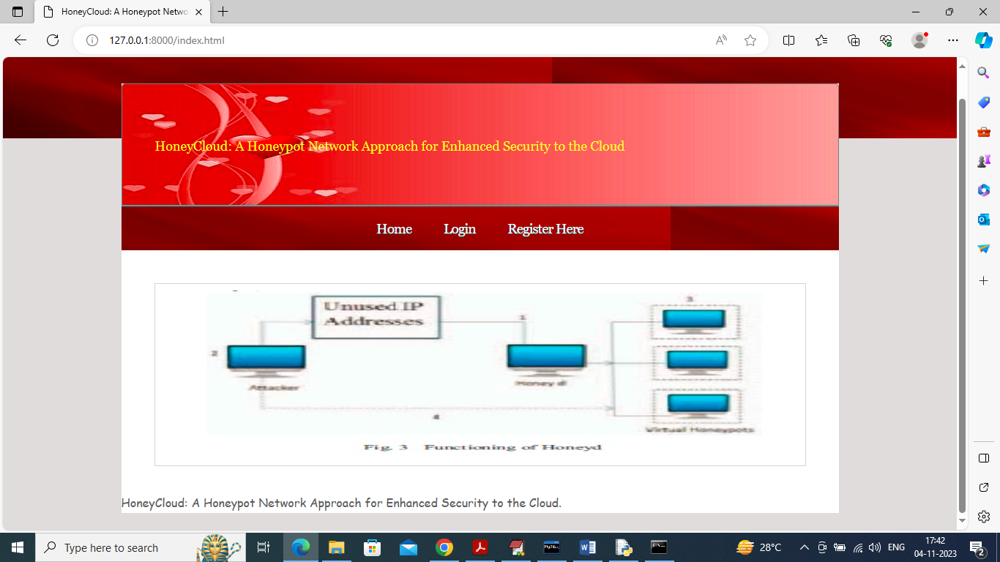 HoneyCloud: A Honeypot Netwo
127.0.0.1:8000/index.html
HoneyCloud: A Honeypot Network Approach for Enhanced Security to the Cloud
Home Login Register Here
Unused IP
Addresses
1
3
2
Attacker
Honey d
4
Virtual Honeypots
Fig. 3 Functioning of Honeyd
HoneyCloud: A Honeypot Network Approach for Enhanced Security to the Cloud.
Type here to search
28°C
ENG
17:42
04-11-2023
2